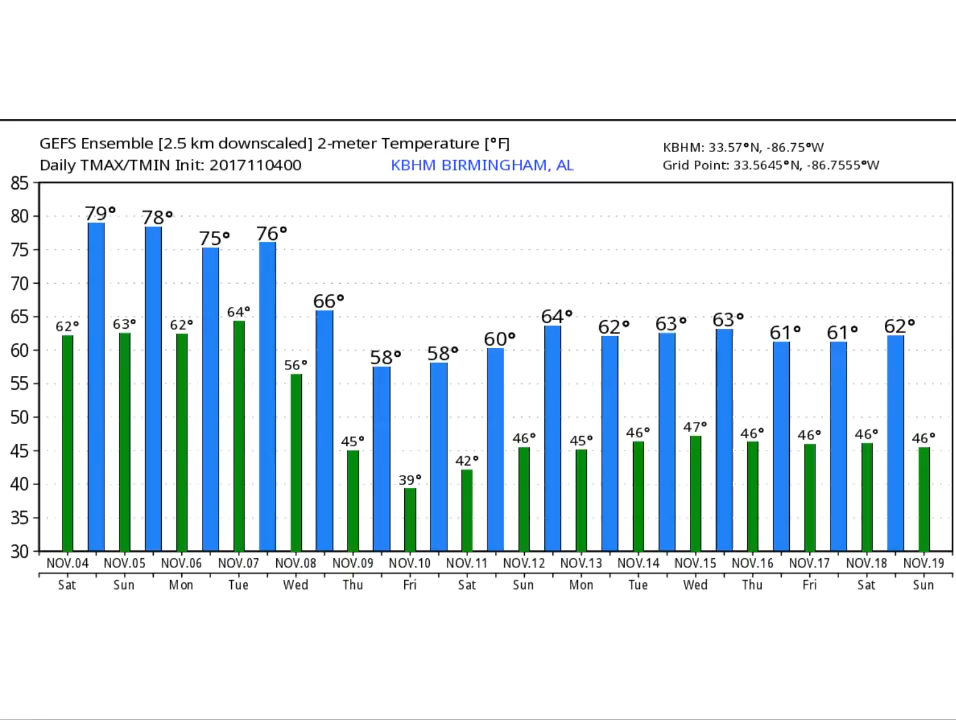 GEFS Ensemble [2.5 km downscaled] 2-meter Temperature [°F]
KBHM: 33.57°N, -86.75°W
Daily TMAX/TMIN Init: 2017110400 KBHM BIRMINGHAM, AL
Grid Point: 33.5645°N, -86.7555°W
85
80
75
70
65
60
55
50
45
40
35
30
79° 78° 75° 76° 66° 58° 58° 60° 64° 62° 63° 63° 61° 61° 62°
62° 63° 62° 64° 56° 45° 39° 42° 46° 45° 46° 47° 46° 46° 46° 46°
NOV.04 NOV.05 NOV.06 NOV.07 NOV.08 NOV.09 NOV.10 NOV.11 NOV.12 NOV.13 NOV.14 NOV.15 NOV.16 NOV.17 NOV.18 NOV.19
Sat Sun Mon Tue Wed Thu Fri Sat Sun Mon Tue Wed Thu Fri Sat Sun